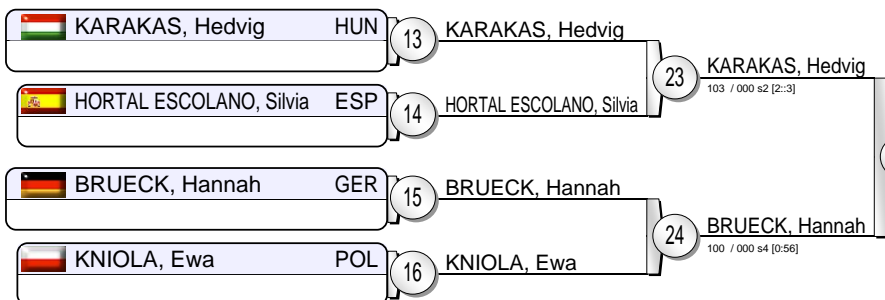 KARAKAS, Hedvig HUN
13
KARAKAS, Hedvig
23
KARAKAS, Hedvig
103 / 000 s2 [2::3]
HORTAL ESCOLANO, Silvia ESP
14
HORTAL ESCOLANO, Silvia
BRUECK, Hannah GER
15
BRUECK, Hannah
24
BRUECK, Hannah
100 / 000 s4 [0:56]
KNIOLA, Ewa POL
16
KNIOLA, Ewa